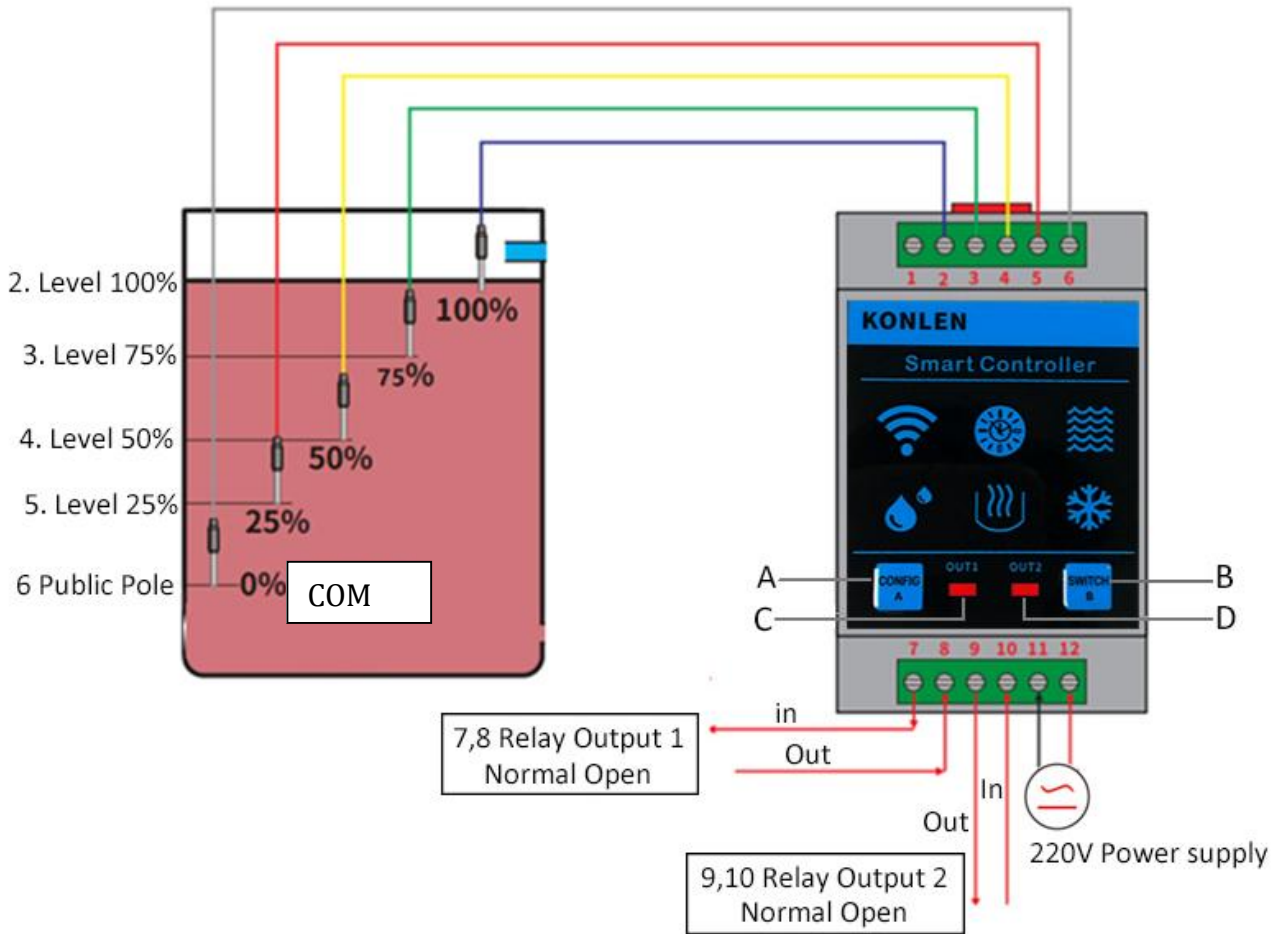 2. Level 100%
3. Level 75%
4. Level 50%
5. Level 25%
6 Public Pole
100%
75%
50%
25%
0%
COM
1 2 3 4 5 6
KONLEN
Smart Controller
OUT1 OUT2
CONFIG
A
SWITCH
B
A
B
C
D
7 8 9 10 11 12
in
Out
7,8 Relay Output 1
Normal Open
In
Out
220V Power supply
9,10 Relay Output 2
Normal Open